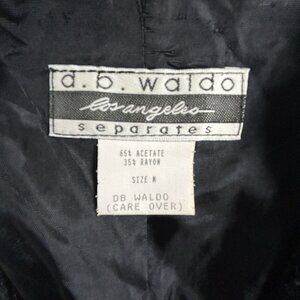 d.b. waldo
los angeles
separates
65% ACETATE
35% RAYON
SIZE M
DB WALDO
(CARE OVER)